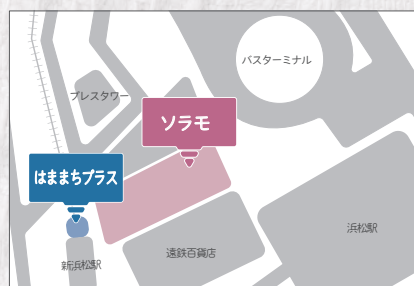 バスターミナル
プレスタワー
ソラモ
はままちプラス
浜松駅
遠鉄百貨店
新浜松駅